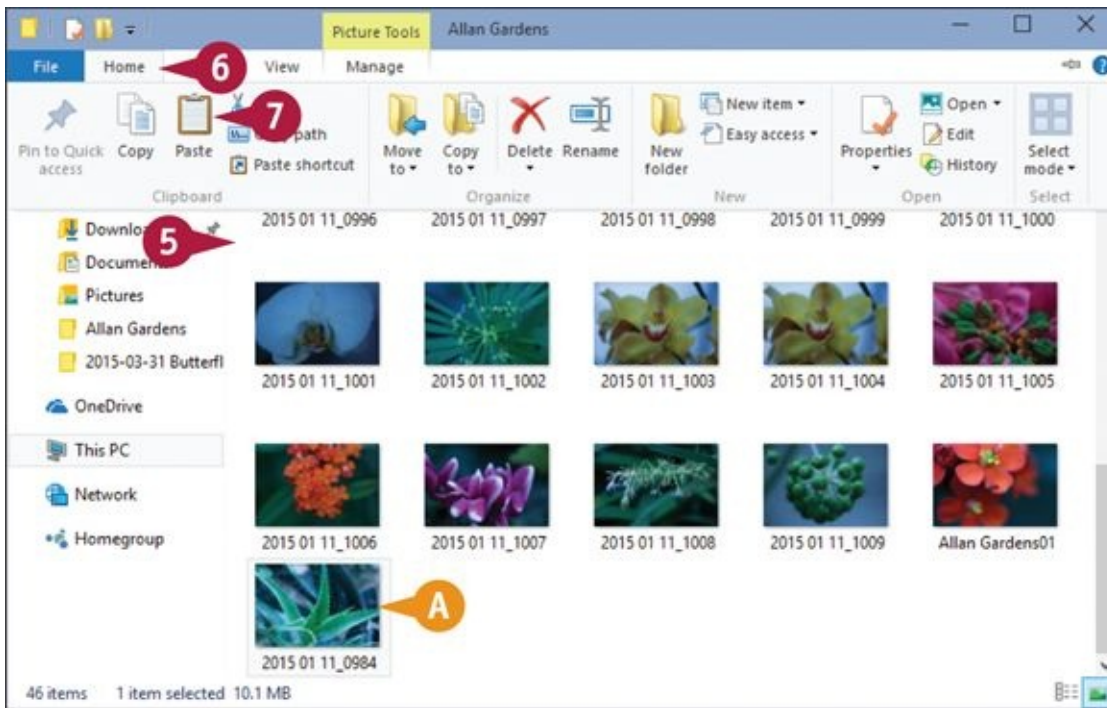 Picture Tools Allan Gardens
File Home View Manage
6
7
path
Paste shortcut
Pin to Quick access
Copy
Paste
Clipboard
Move to
Copy to
Delete
Rename
Organize
New folder
New item
Easy access
New
Properties
Open
Edit
History
Open
Select mode
Select
5
Documen
Pictures
Allan Gardens
2015-03-31 Butterfl
OneDrive
This PC
Network
Homegroup
2015 01 11_0996 2015 01 11_0997 2015 01 11_0998 2015 01 11_0999 2015 01 11_1000
2015 01 11_1001 2015 01 11_1002 2015 01 11_1003 2015 01 11_1004 2015 01 11_1005
2015 01 11_1006 2015 01 11_1007 2015 01 11_1008 2015 01 11_1009 Allan Gardens01
A
2015 01 11_0984
46 items 1 item selected 10.1 MB